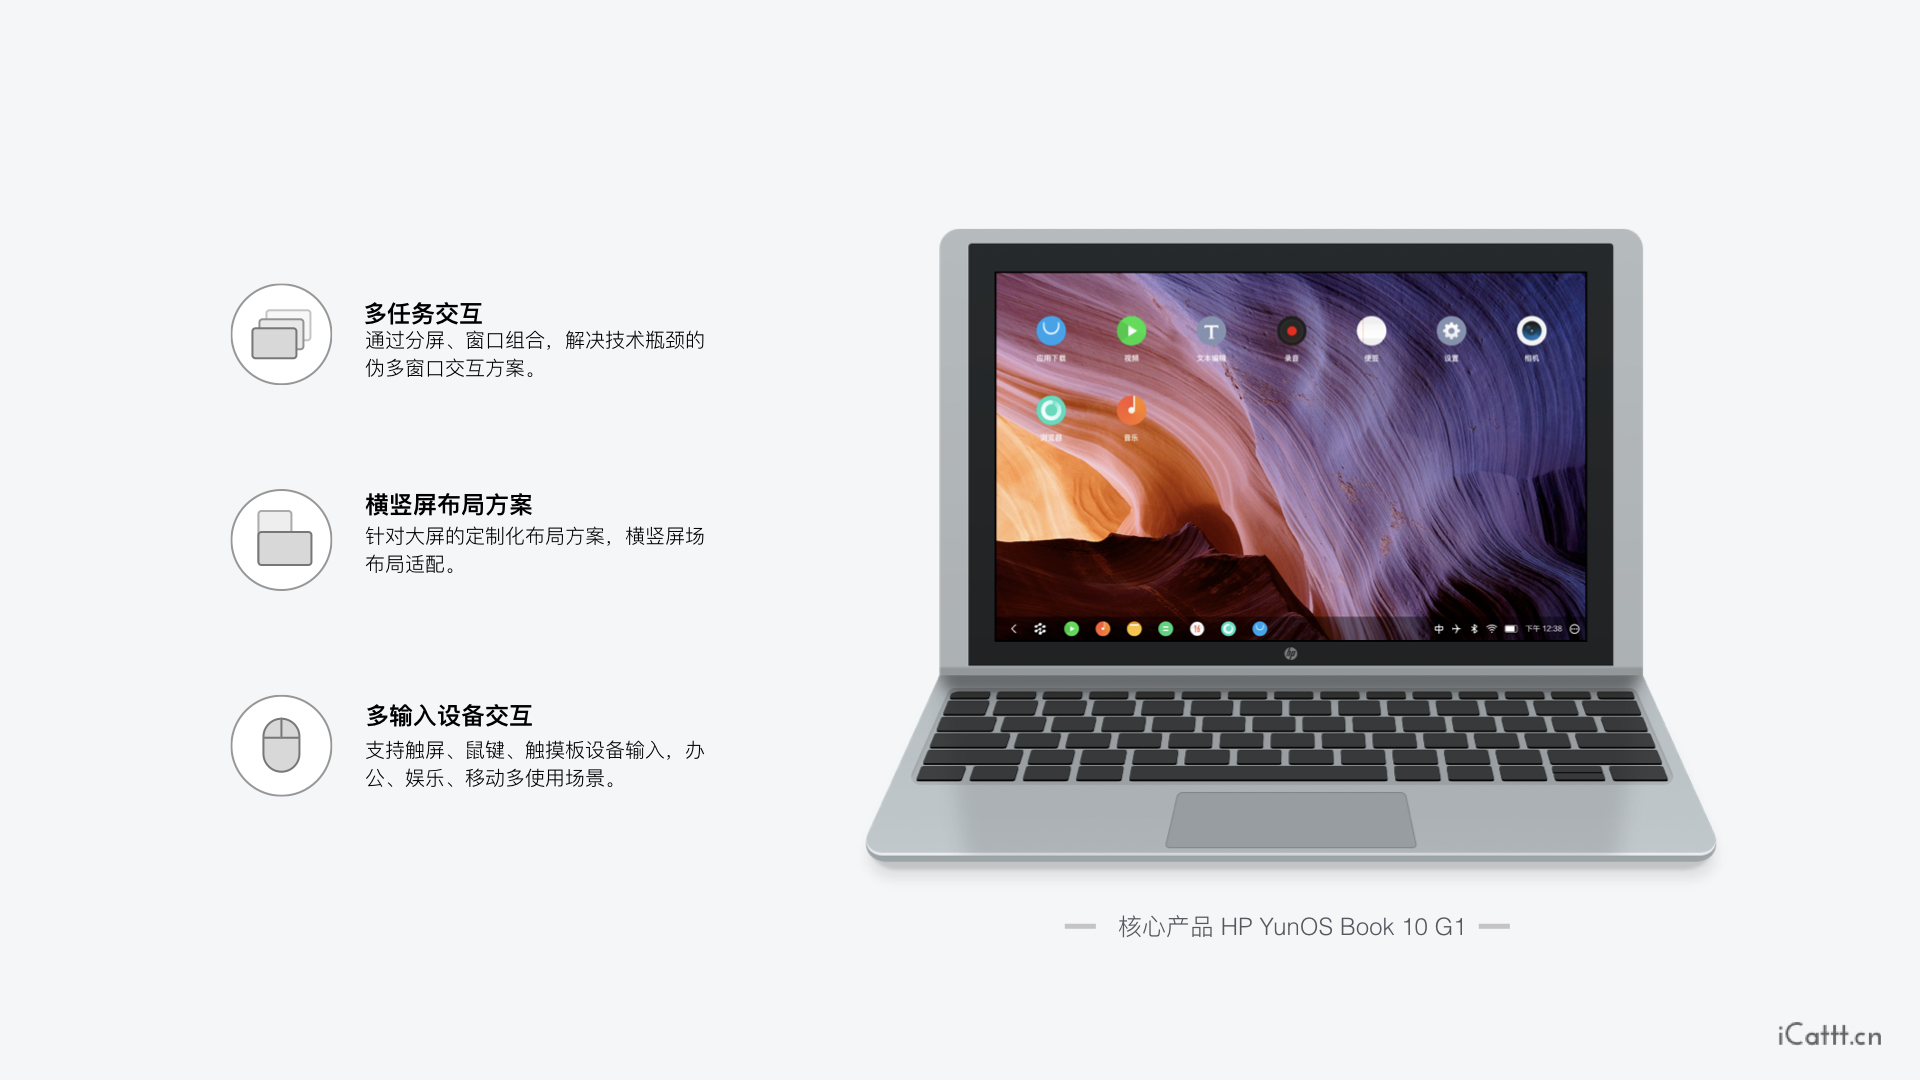 多任务交互
通过分屏、窗口组合，解决技术瓶颈的
伪多窗口交互方案。
横竖屏布局方案
针对大屏的定制化布局方案，横竖屏场
布局适配。
多输入设备交互
支持触屏、鼠键、触摸板设备输入，办
公、娱乐、移动多使用场景。
应用下载 视频 文本编辑 录音 便签 设置 相机
浏览器 音乐
中 下午 12:38
hp
核心产品 HP YunOS Book 10 G1
iCattt.cn